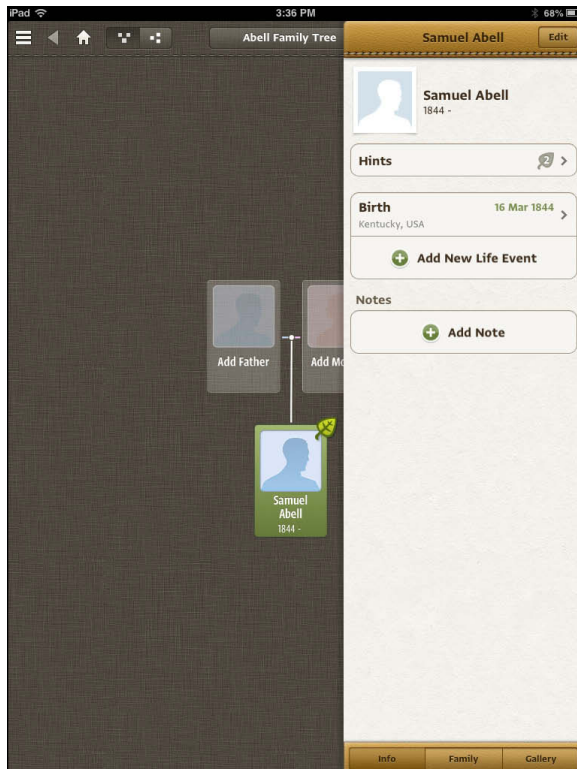 iPad 3:36 PM 68%
Abell Family Tree
Samuel Abell Edit
Samuel Abell
1844 -
Hints 2
Birth 16 Mar 1844
Kentucky, USA
Add New Life Event
Notes
Add Note
Add Father
Add Mo
Samuel
Abell
1844 -
Info Family Gallery